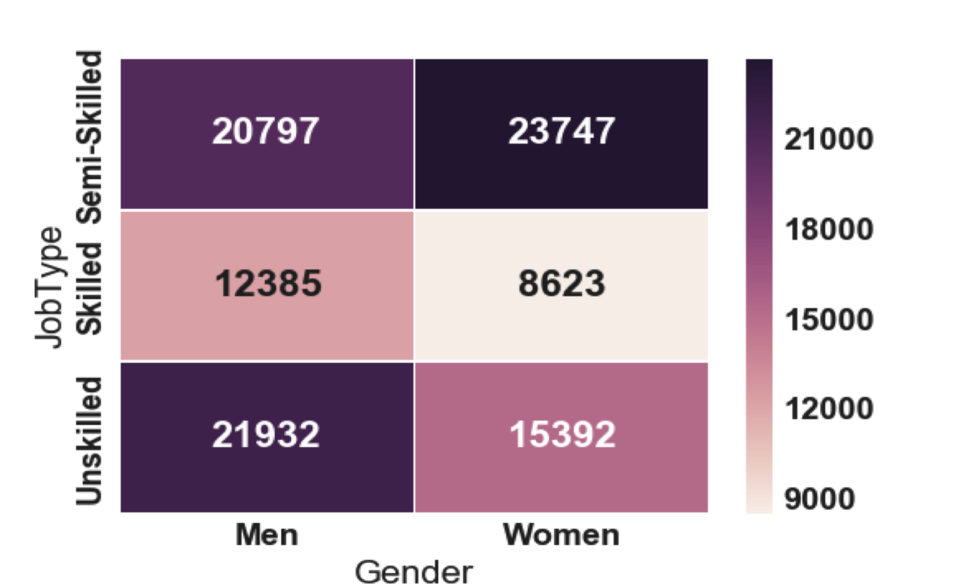 JobType
Semi-Skilled
Skilled
Unskilled
20797 23747
12385 8623
21932 15392
Men Women
Gender
21000
18000
15000
12000
9000